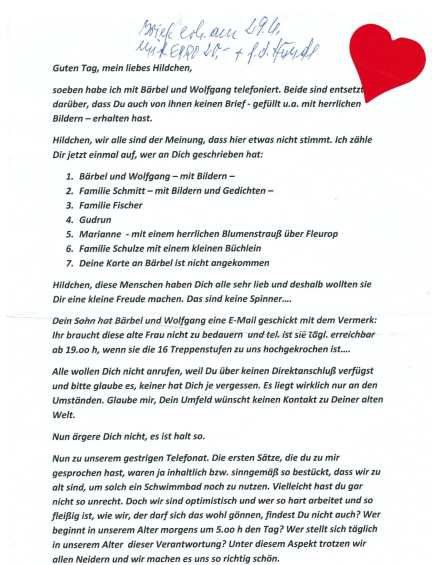 Brief erh. am 29.4.
mit EURO 20,- + f. d. Hunde
Guten Tag, mein liebes Hildchen,
soeben habe ich mit Bärbel und Wolfgang telefoniert. Beide sind entsetzt
darüber, dass Du auch von ihnen keinen Brief - gefüllt u.a. mit herrlichen
Bildern – erhalten hast.
Hildchen, wir alle sind der Meinung, dass hier etwas nicht stimmt. Ich zähle
Dir jetzt einmal auf, wer an Dich geschrieben hat:
1. Bärbel und Wolfgang – mit Bildern –
2. Familie Schmitt – mit Bildern und Gedichten –
3. Familie Fischer
4. Gudrun
5. Marianne - mit einem herrlichen Blumenstrauß über Fleurop
6. Familie Schulze mit einem kleinen Büchlein
7. Deine Karte an Bärbel ist nicht angekommen
Hildchen, diese Menschen haben Dich alle sehr lieb und deshalb wollten sie
Dir eine kleine Freude machen. Das sind keine Spinner….
Dein Sohn hat Bärbel und Wolfgang eine E-Mail geschickt mit dem Vermerk:
Ihr braucht diese alte Frau nicht zu bedauern und tel. ist sie tägl. erreichbar
ab 19.oo h, wenn sie die 16 Treppenstufen zu uns hochgekrochen ist….
Alle wollen Dich nicht anrufen, weil Du über keinen Direktanschluß verfügst
und bitte glaube es, keiner hat Dich je vergessen. Es liegt wirklich nur an den
Umständen. Glaube mir, Dein Umfeld wünscht keinen Kontakt zu Deiner alten
Welt.
Nun ärgere Dich nicht, es ist halt so.
Nun zu unserem gestrigen Telefonat. Die ersten Sätze, die du zu mir
gesprochen hast, waren ja inhaltlich bzw. sinngemäß so bestückt, dass wir zu
alt sind, um solch ein Schwimmbad noch zu nutzen. Vielleicht hast du gar
nicht so unrecht. Doch wir sind optimistisch und wer so hart arbeitet und so
fleißig ist, wie wir, der darf sich das wohl gönnen, findest Du nicht auch? Wer
beginnt in unserem Alter morgens um 5.oo h den Tag? Wer stellt sich täglich
in unserem Alter dieser Verantwortung? Unter diesem Aspekt trotzen wir
allen Neidern und wir machen es uns so richtig schön.